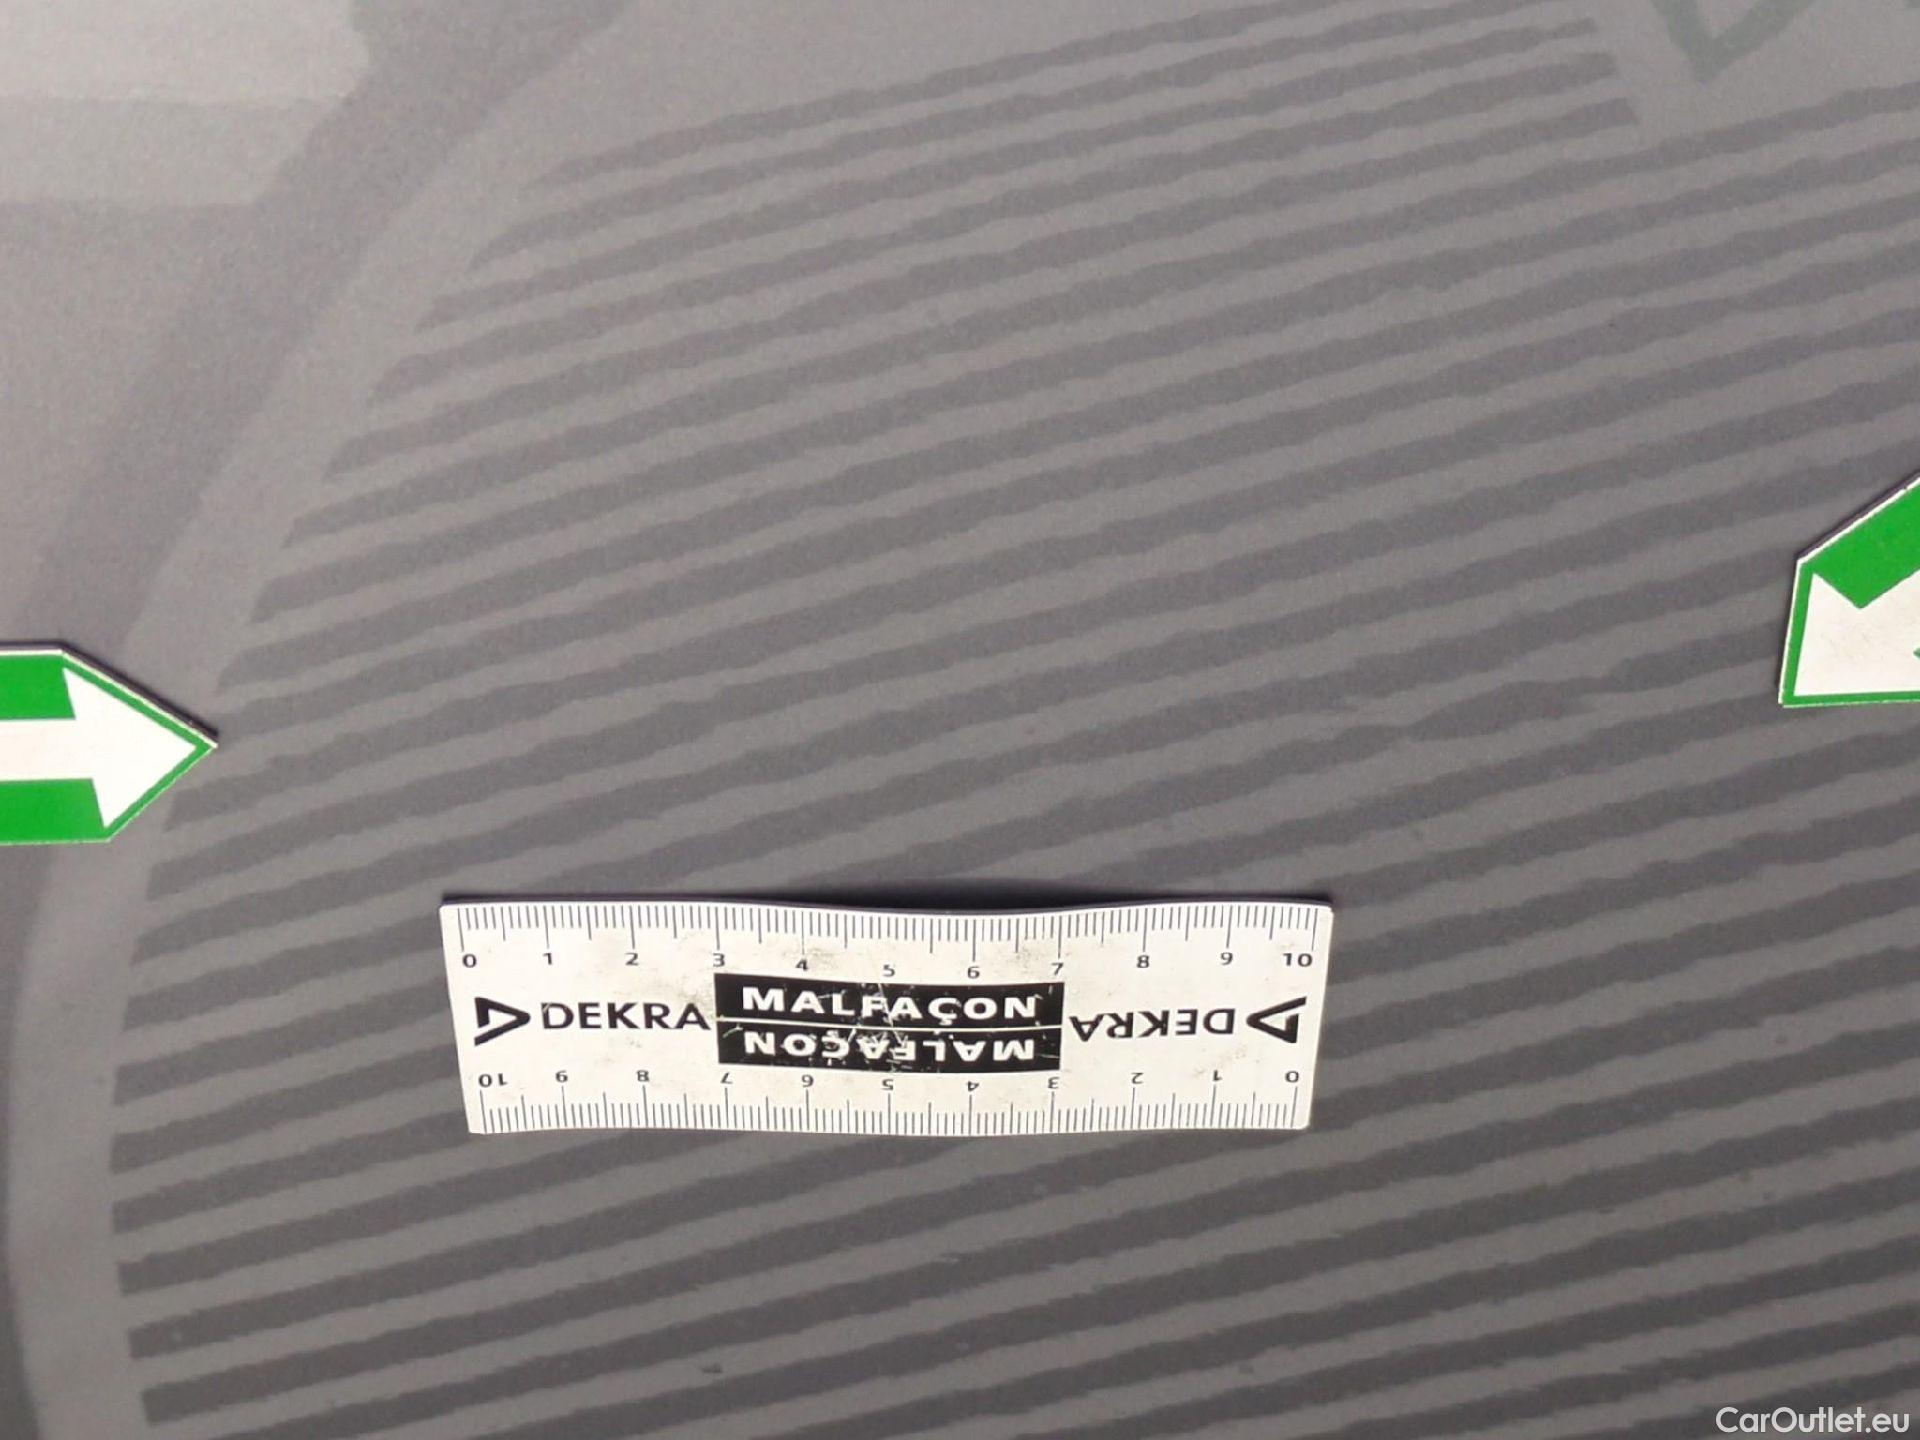 0 1 2 3 4 5 6 7 8 9 10
DEKRA MALFAÇON DEKRA
MALFAÇON
10 9 8 7 6 5 4 3 2 1 0
CarOutlet.eu